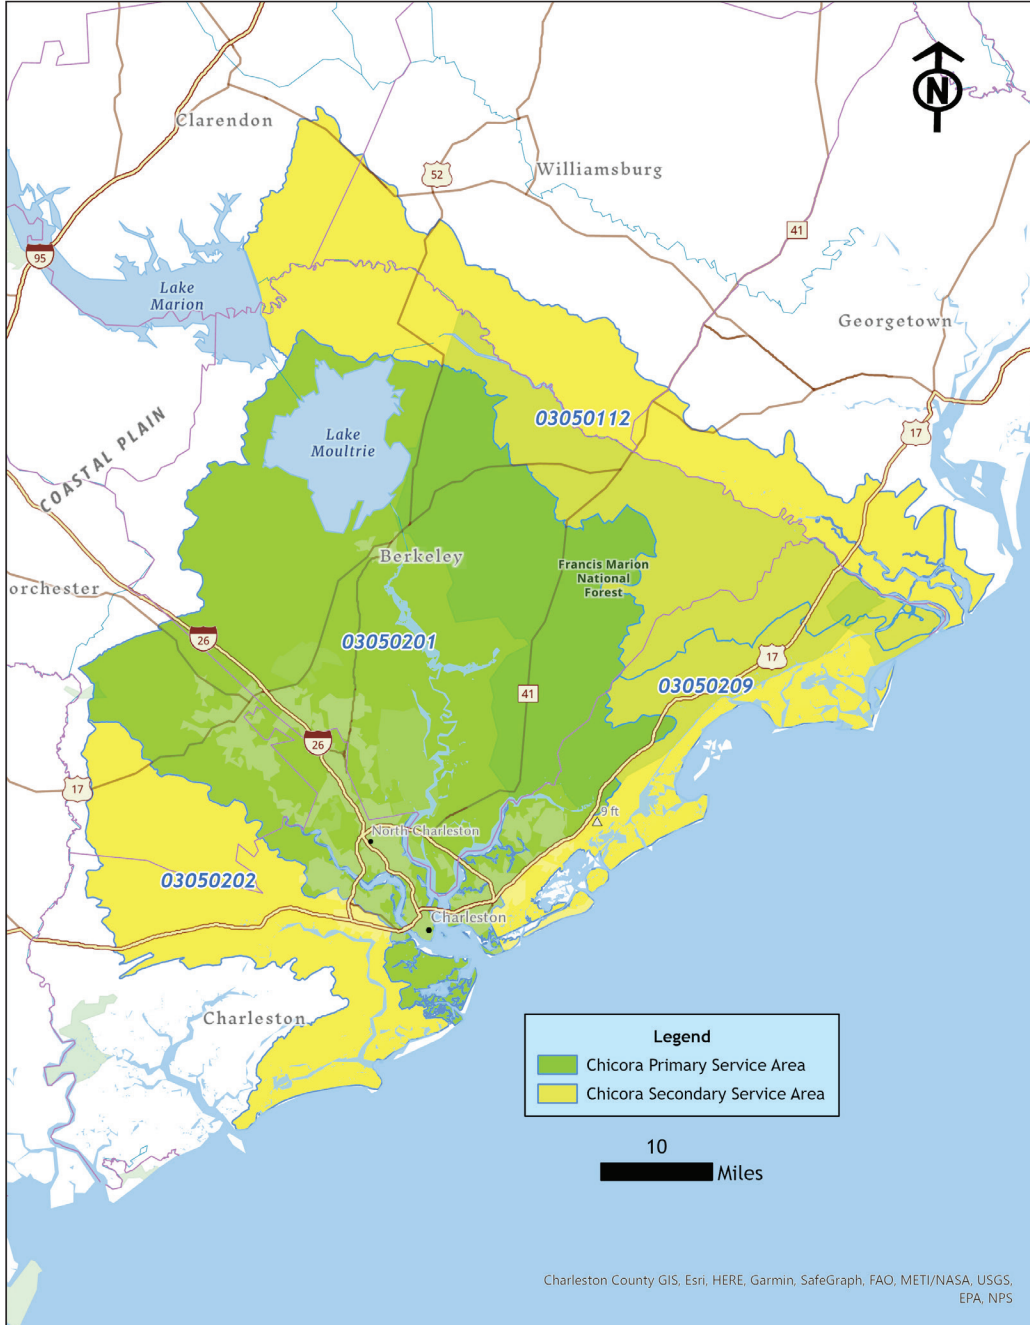 N
Clarendon
Williamsburg
52
41
95
Lake
Marion
Georgetown
03050112
17
COASTAL PLAIN
Lake
Moultrie
Berkeley
Francis Marion
National
Forest
orchester
26
03050201
17
03050209
41
26
17
9 ft
North Charleston
03050202
Charleston
Charleston
Legend
Chicora Primary Service Area
Chicora Secondary Service Area
10
Miles
Charleston County GIS, Esri, HERE, Garmin, SafeGraph, FAO, METI/NASA, USGS,
EPA, NPS